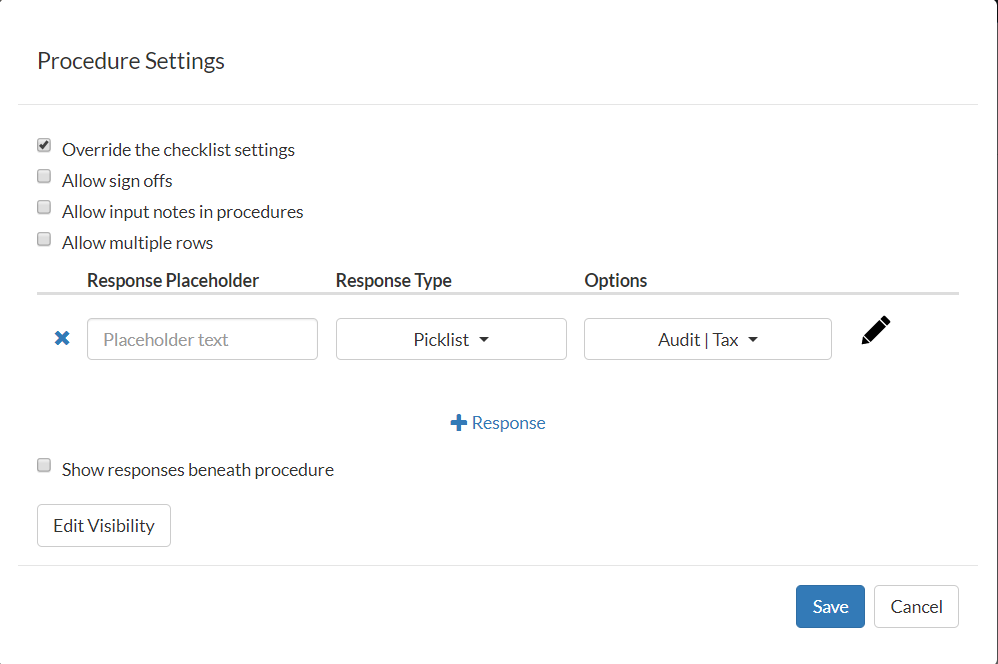 Procedure Settings
Override the checklist settings
Allow sign offs
Allow input notes in procedures
Allow multiple rows
Response Placeholder Response Type Options
Placeholder text Picklist Audit | Tax
Response
Show responses beneath procedure
Edit Visibility
Save Cancel